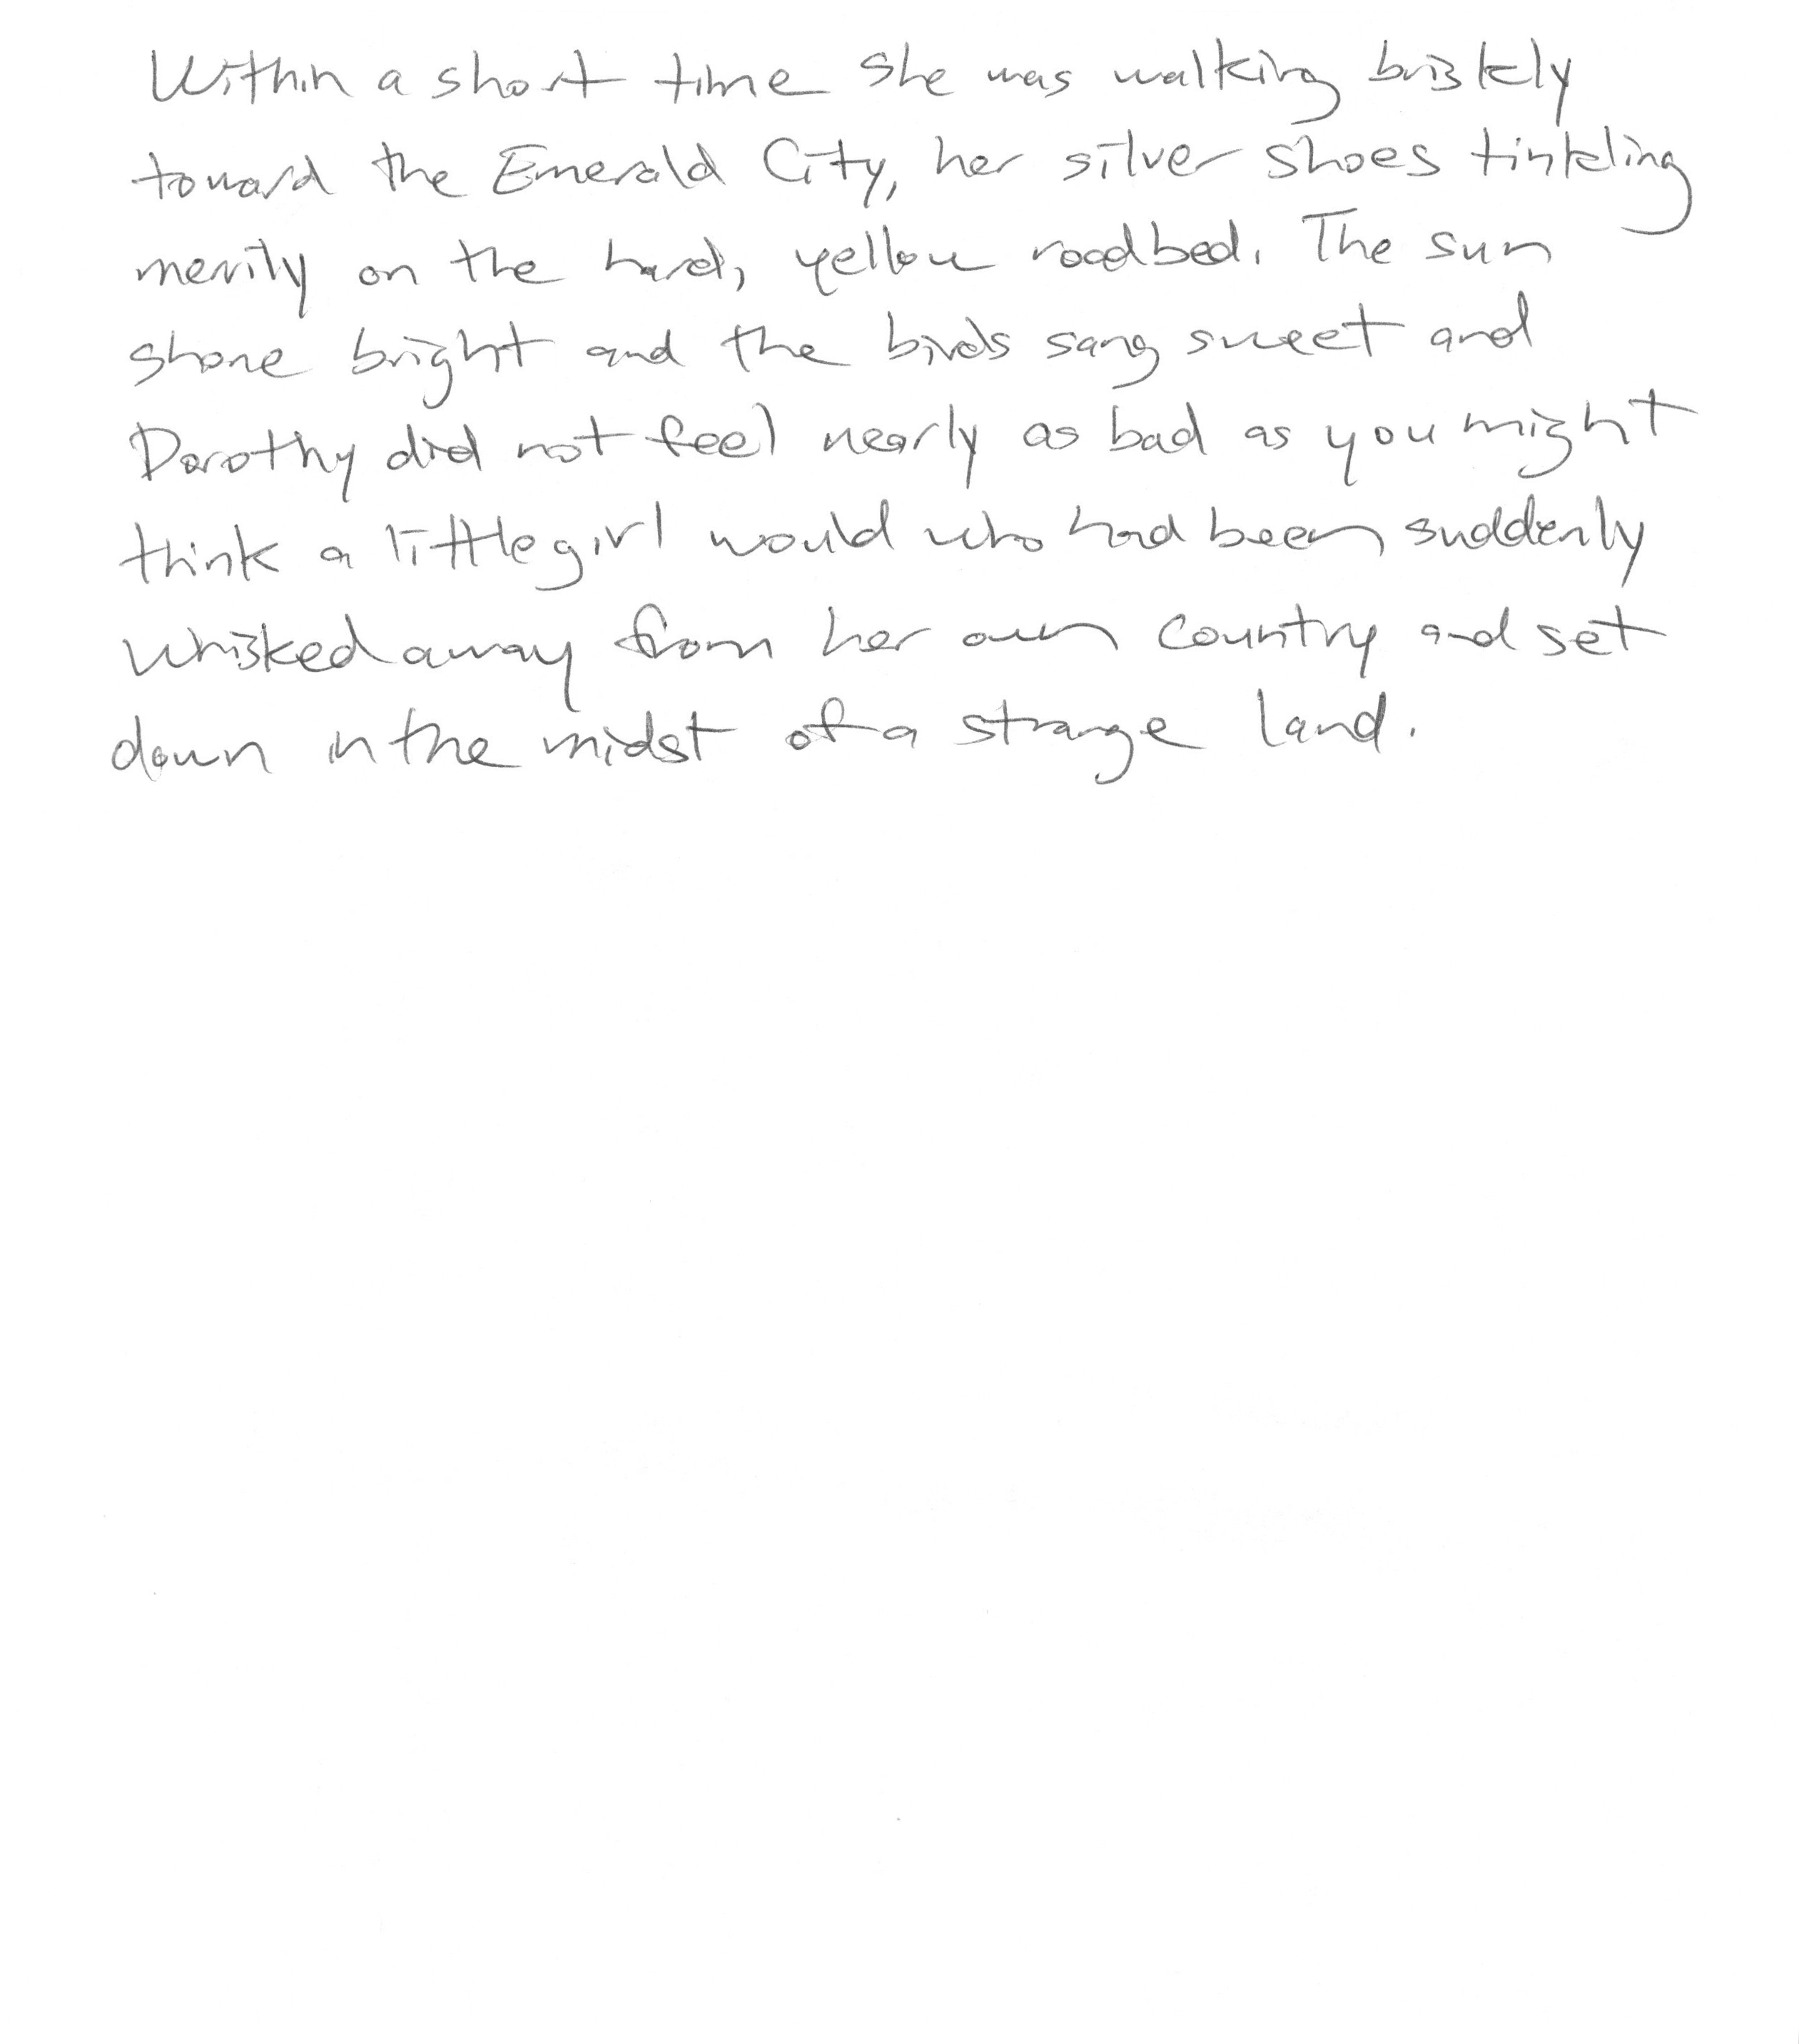 Within a short time she was walking briskly
toward the Emerald City, her silver shoes tinkling
merrily on the hard, yellow roadbed. The sun
shone bright and the birds sang sweet and
Dorothy did not feel nearly as bad as you might
think a little girl would who had been suddenly
whisked away from her own country and set
down in the midst of a strange land.